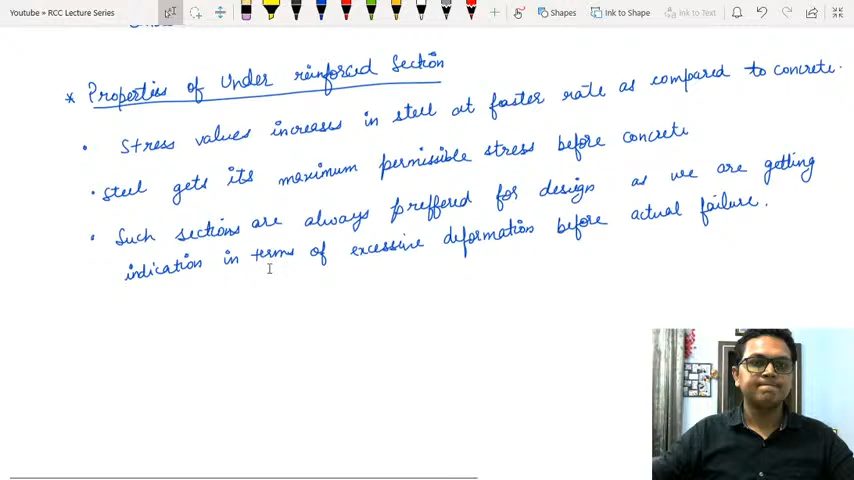 Youtube » RCC Lecture Series
Shapes
Ink to Shape
Ink to Text
* Properties of Under reinforced Section
• Stress values increases in steel at faster rate as compared to concrete.
• Steel gets its maximum permissible stress before concrete
• Such sections are always preffered for design as we are getting
indication in terms of excessive deformation before actual failure.